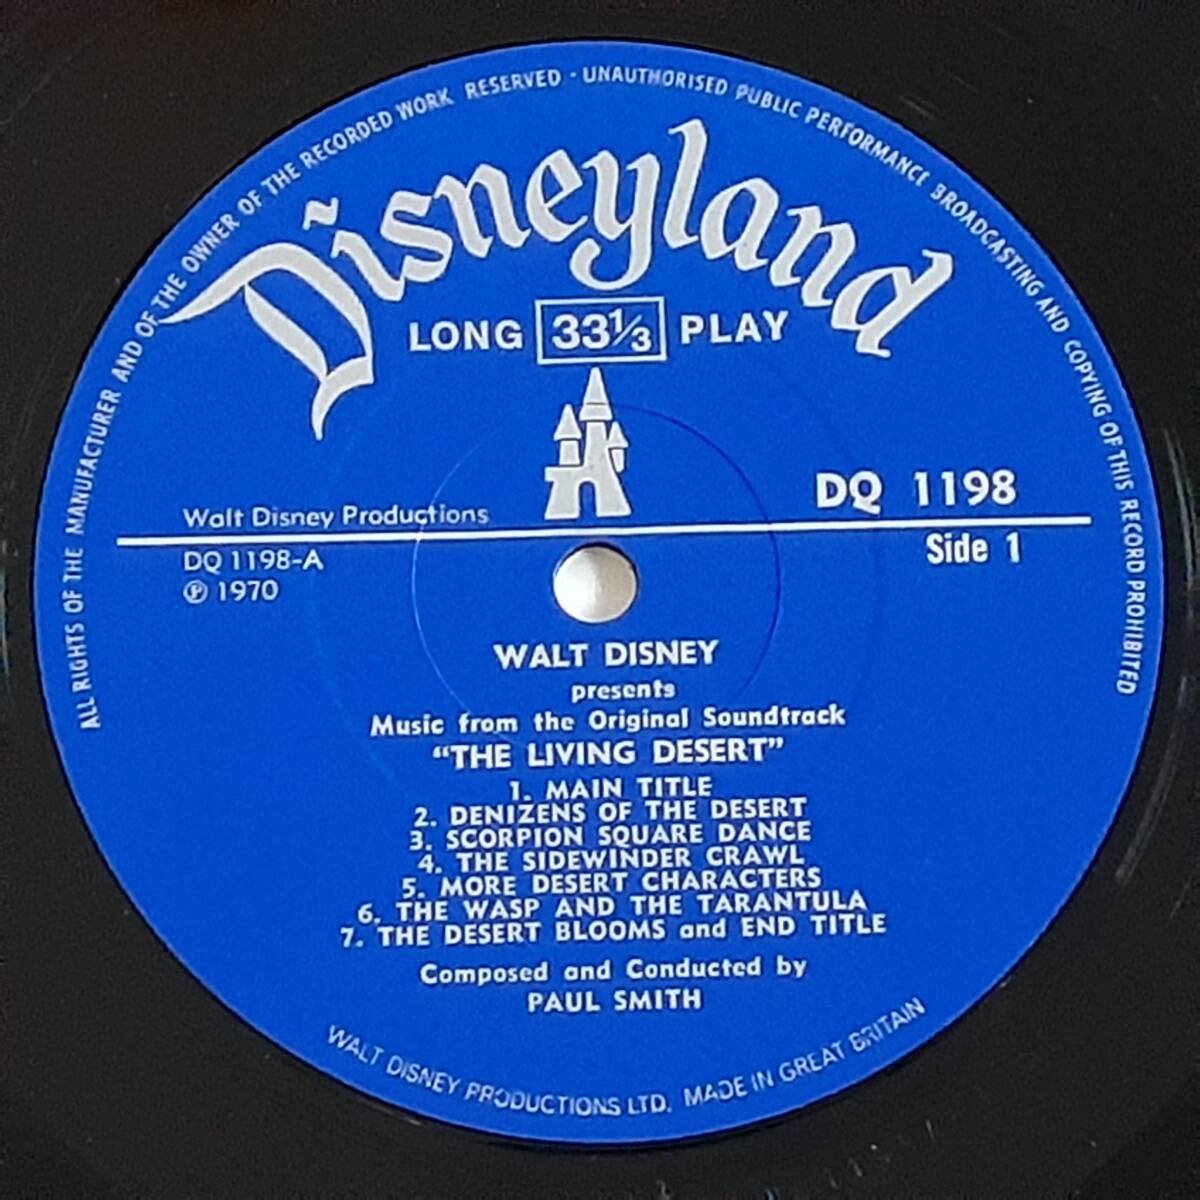 ALL RIGHTS OF THE MANUFACTURER AND OF THE OWNER OF THE RECORDED WORK RESERVED · UNAUTHORISED PUBLIC PERFORMANCE BROADCASTING AND COPYING OF THIS RECORD PROHIBITED
Disneyland
LONG 33⅓ PLAY
DQ 1198
Walt Disney Productions
Side 1
DQ 1198-A
℗ 1970
WALT DISNEY
presents
Music from the Original Soundtrack
“THE LIVING DESERT”
1. MAIN TITLE
2. DENIZENS OF THE DESERT
3. SCORPION SQUARE DANCE
4. THE SIDEWINDER CRAWL
5. MORE DESERT CHARACTERS
6. THE WASP AND THE TARANTULA
7. THE DESERT BLOOMS and END TITLE
Composed and Conducted by
PAUL SMITH
WALT DISNEY PRODUCTIONS LTD. MADE IN GREAT BRITAIN